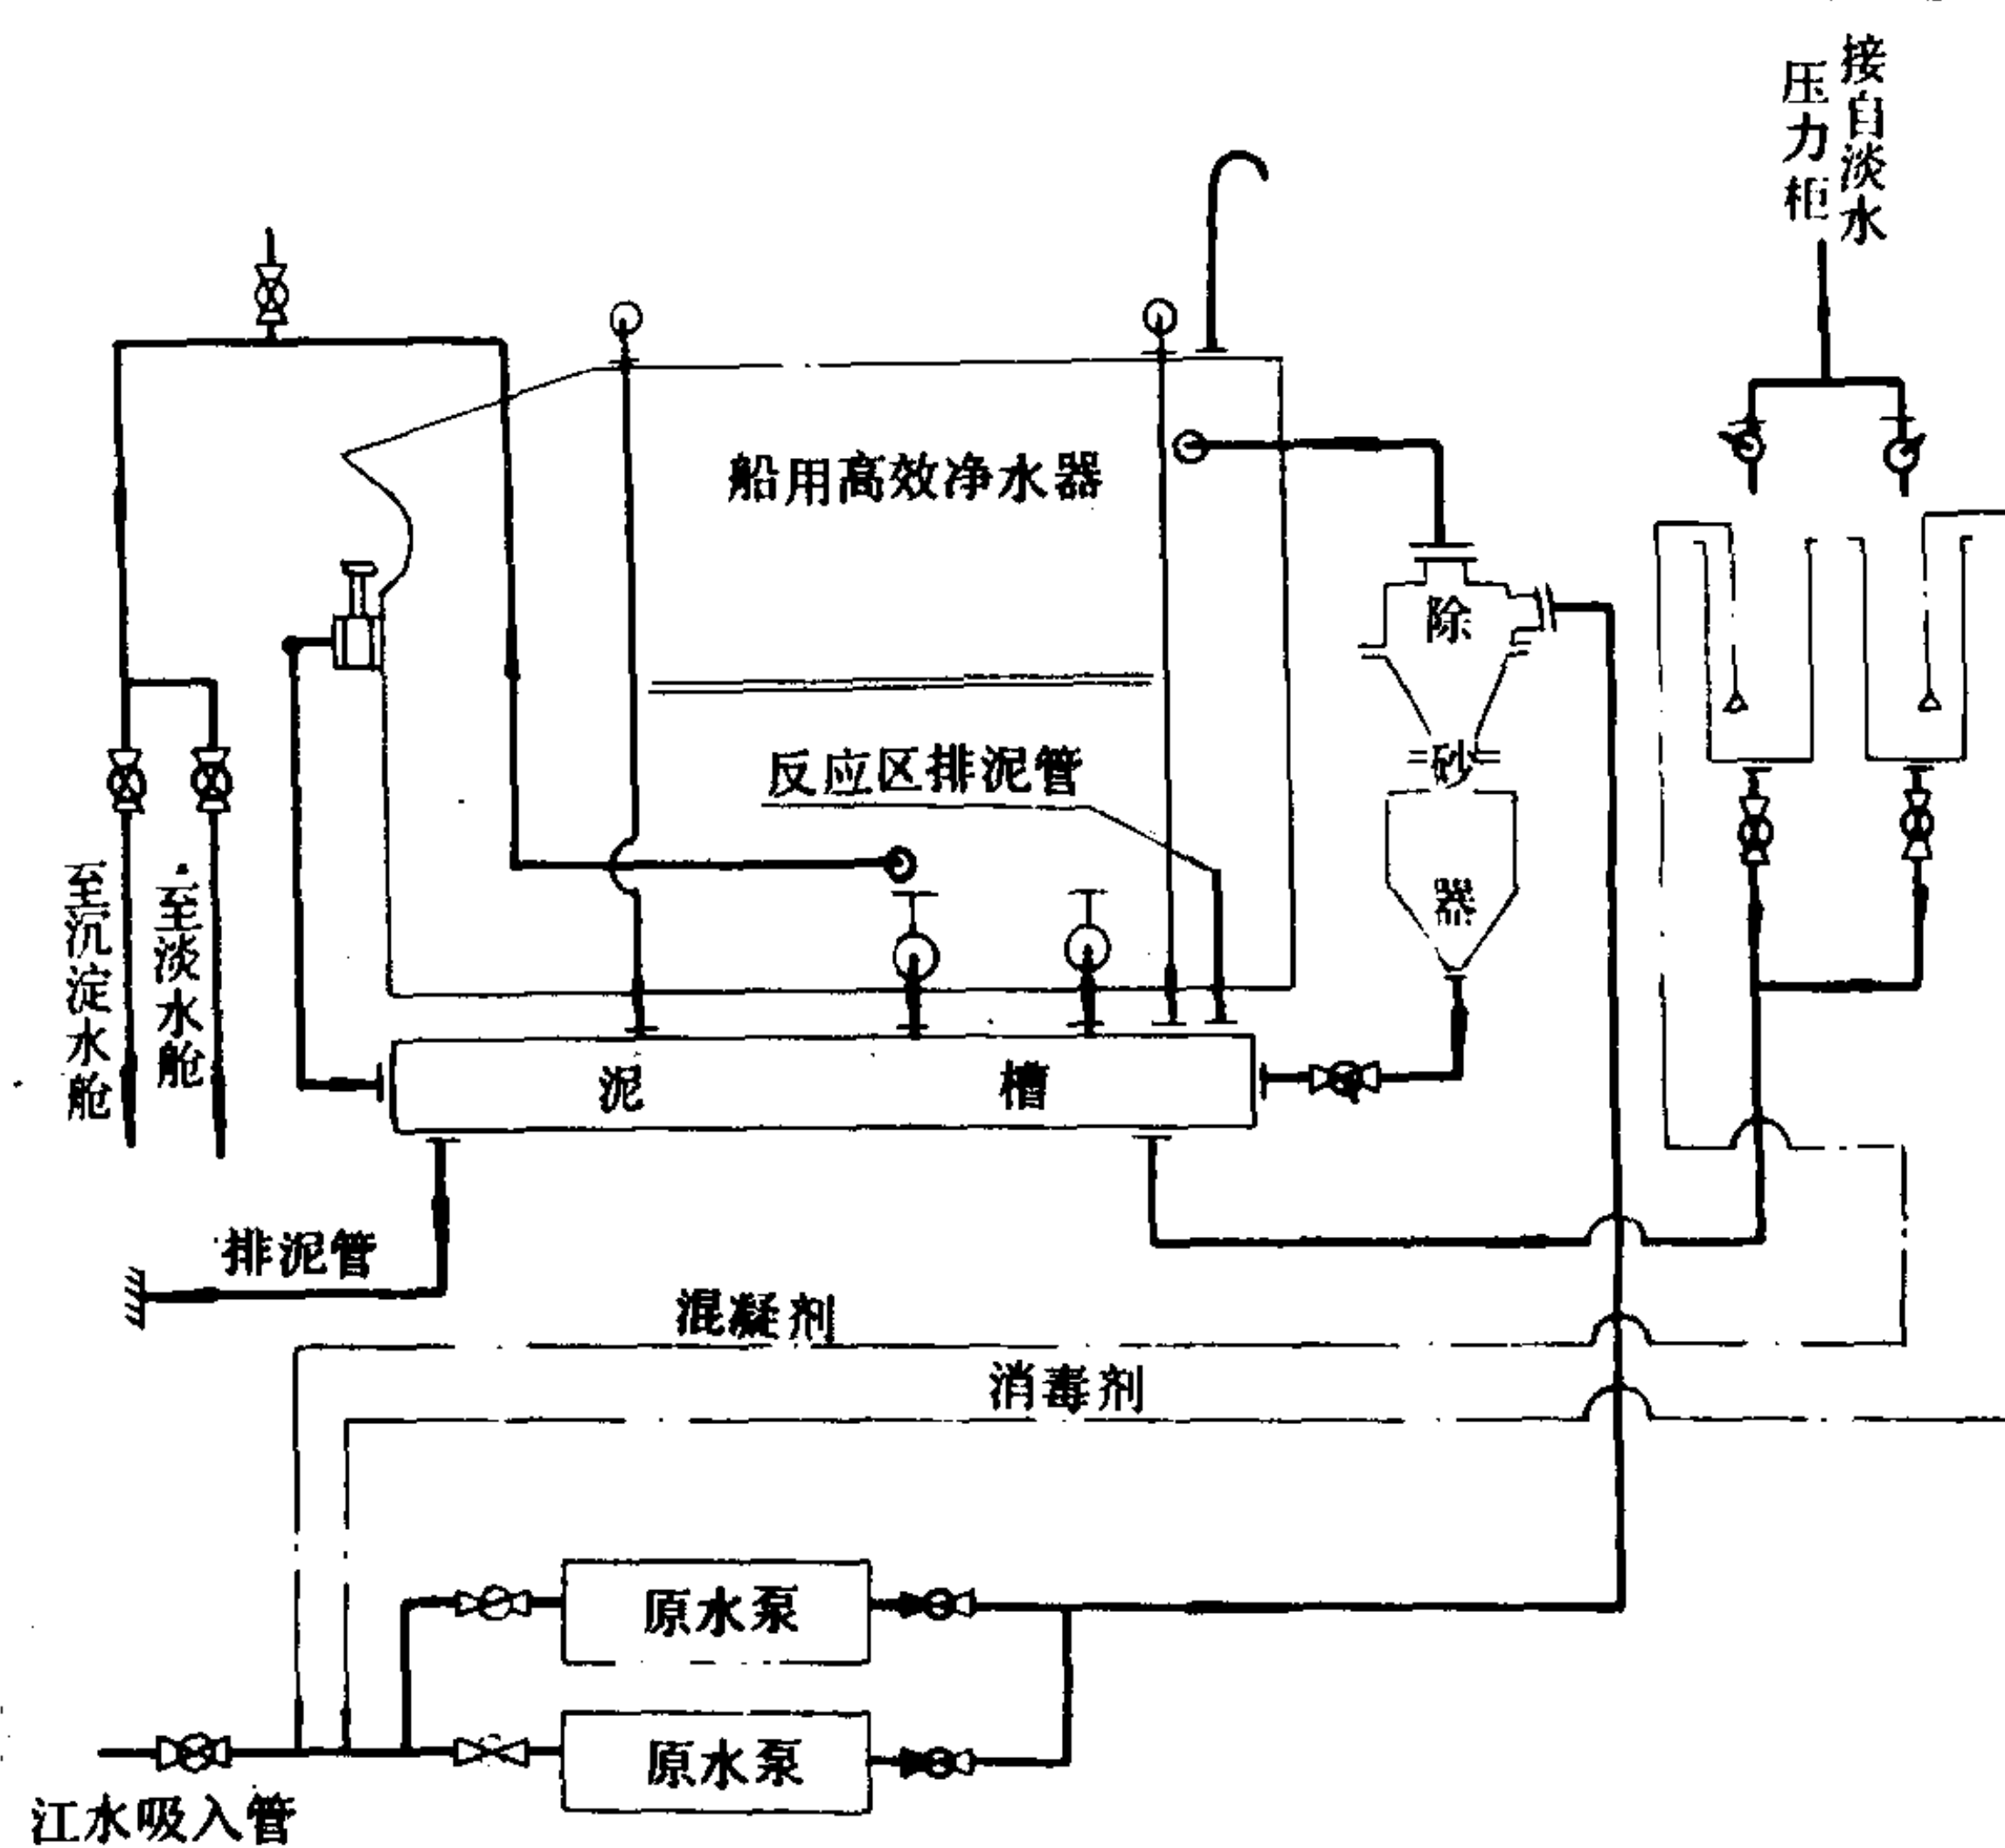 接自淡水
压力柜
船用高效净水器
除
砂
器
反应区排泥管
至沉淀水舱
至淡水舱
泥槽
排泥管
混凝剂
消毒剂
原水泵
原水泵
江水吸入管